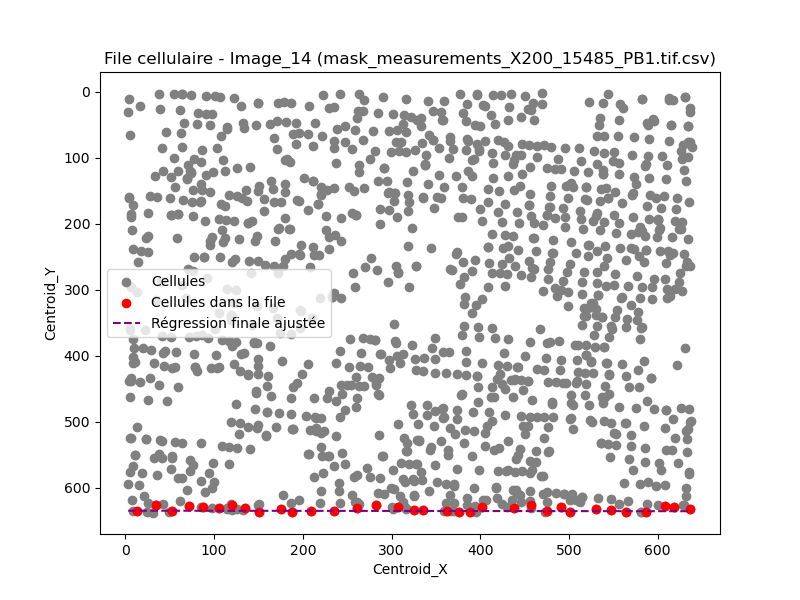 File cellulaire - Image_14 (mask_measurements_X200_15485_PB1.tif.csv)
0
100
200
300
400
500
600
Centroid_Y
Cellules
Cellules dans la file
Régression finale ajustée
0 100 200 300 400 500 600
Centroid_X